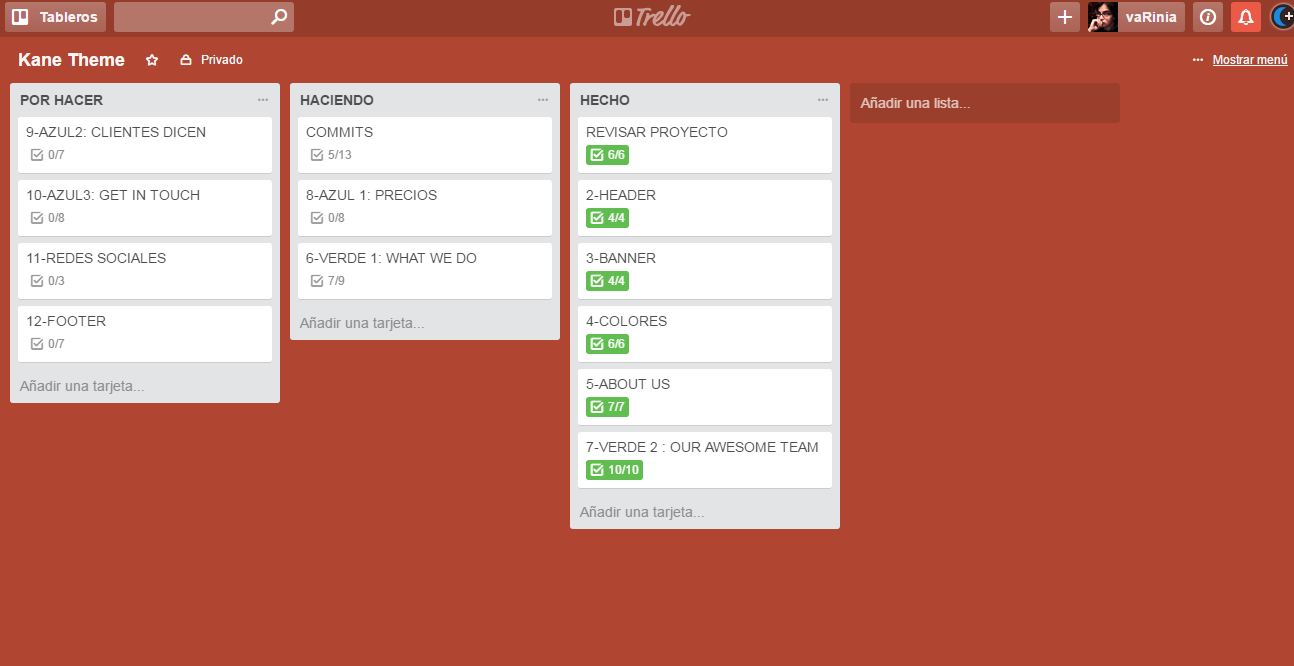 Tableros
Trello
vaRinia
Kane Theme
Privado
... Mostrar menú
POR HACER ...
9-AZUL2: CLIENTES DICEN
0/7
10-AZUL3: GET IN TOUCH
0/8
11-REDES SOCIALES
0/3
12-FOOTER
0/7
Añadir una tarjeta...
HACIENDO ...
COMMITS
5/13
8-AZUL 1: PRECIOS
0/8
6-VERDE 1: WHAT WE DO
7/9
Añadir una tarjeta...
HECHO ...
REVISAR PROYECTO
6/6
2-HEADER
4/4
3-BANNER
4/4
4-COLORES
6/6
5-ABOUT US
7/7
7-VERDE 2 : OUR AWESOME TEAM
10/10
Añadir una tarjeta...
Añadir una lista...